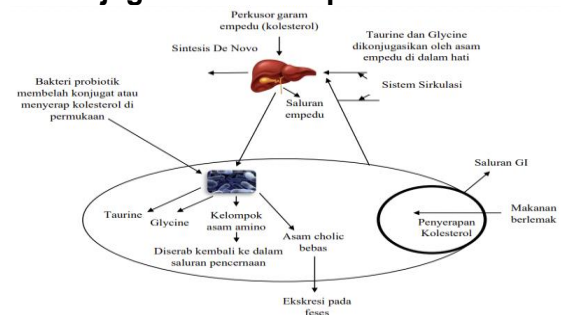 Perkusor garam
empedu (kolesterol)
Sintesis De Novo
Taurine dan Glycine
dikonjugasikan oleh asam
empedu di dalam hati
Sistem Sirkulasi
Saluran
empedu
Bakteri probiotik
membelah konjugat atau
menyerap kolesterol di
permukaan
Saluran GI
Makanan
berlemak
Penyerapan
Kolesterol
Taurine
Glycine
Kelompok
asam amino
Asam cholic
bebas
Diserab kembali ke dalam
saluran pencernaan
Ekskresi pada
feses